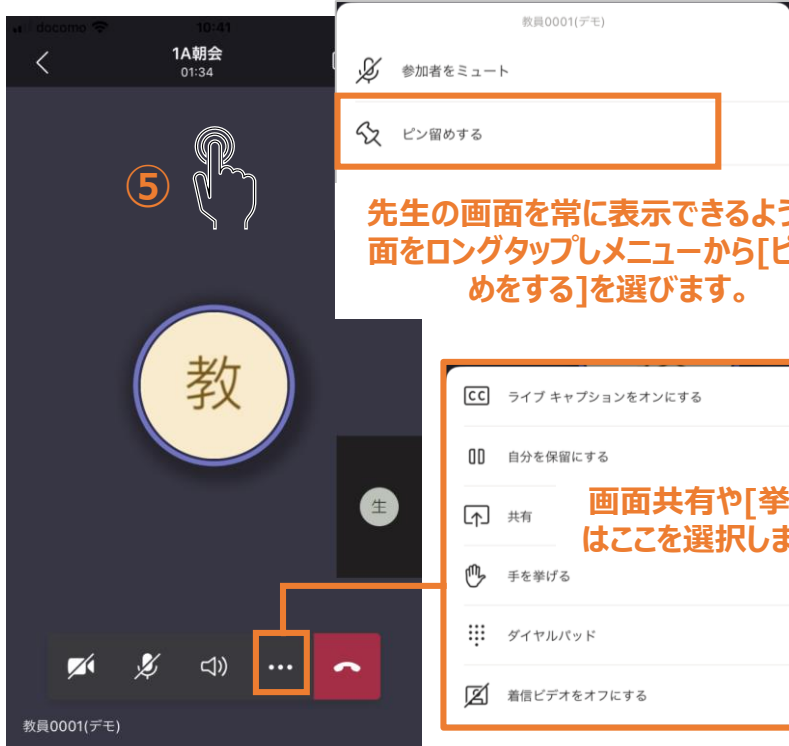 docomo 10:41
1A朝会
01:34
⑤
教
生
教員0001(デモ)
教員0001(デモ)
参加者をミュート
ピン留めする
先生の画面を常に表示できるよう
面をロングタップしメニューから[ピ
めをする]を選びます。
CC ライブ キャプションをオンにする
自分を保留にする
共有
画面共有や[挙
はここを選択しま
手を挙げる
ダイヤルパッド
着信ビデオをオフにする